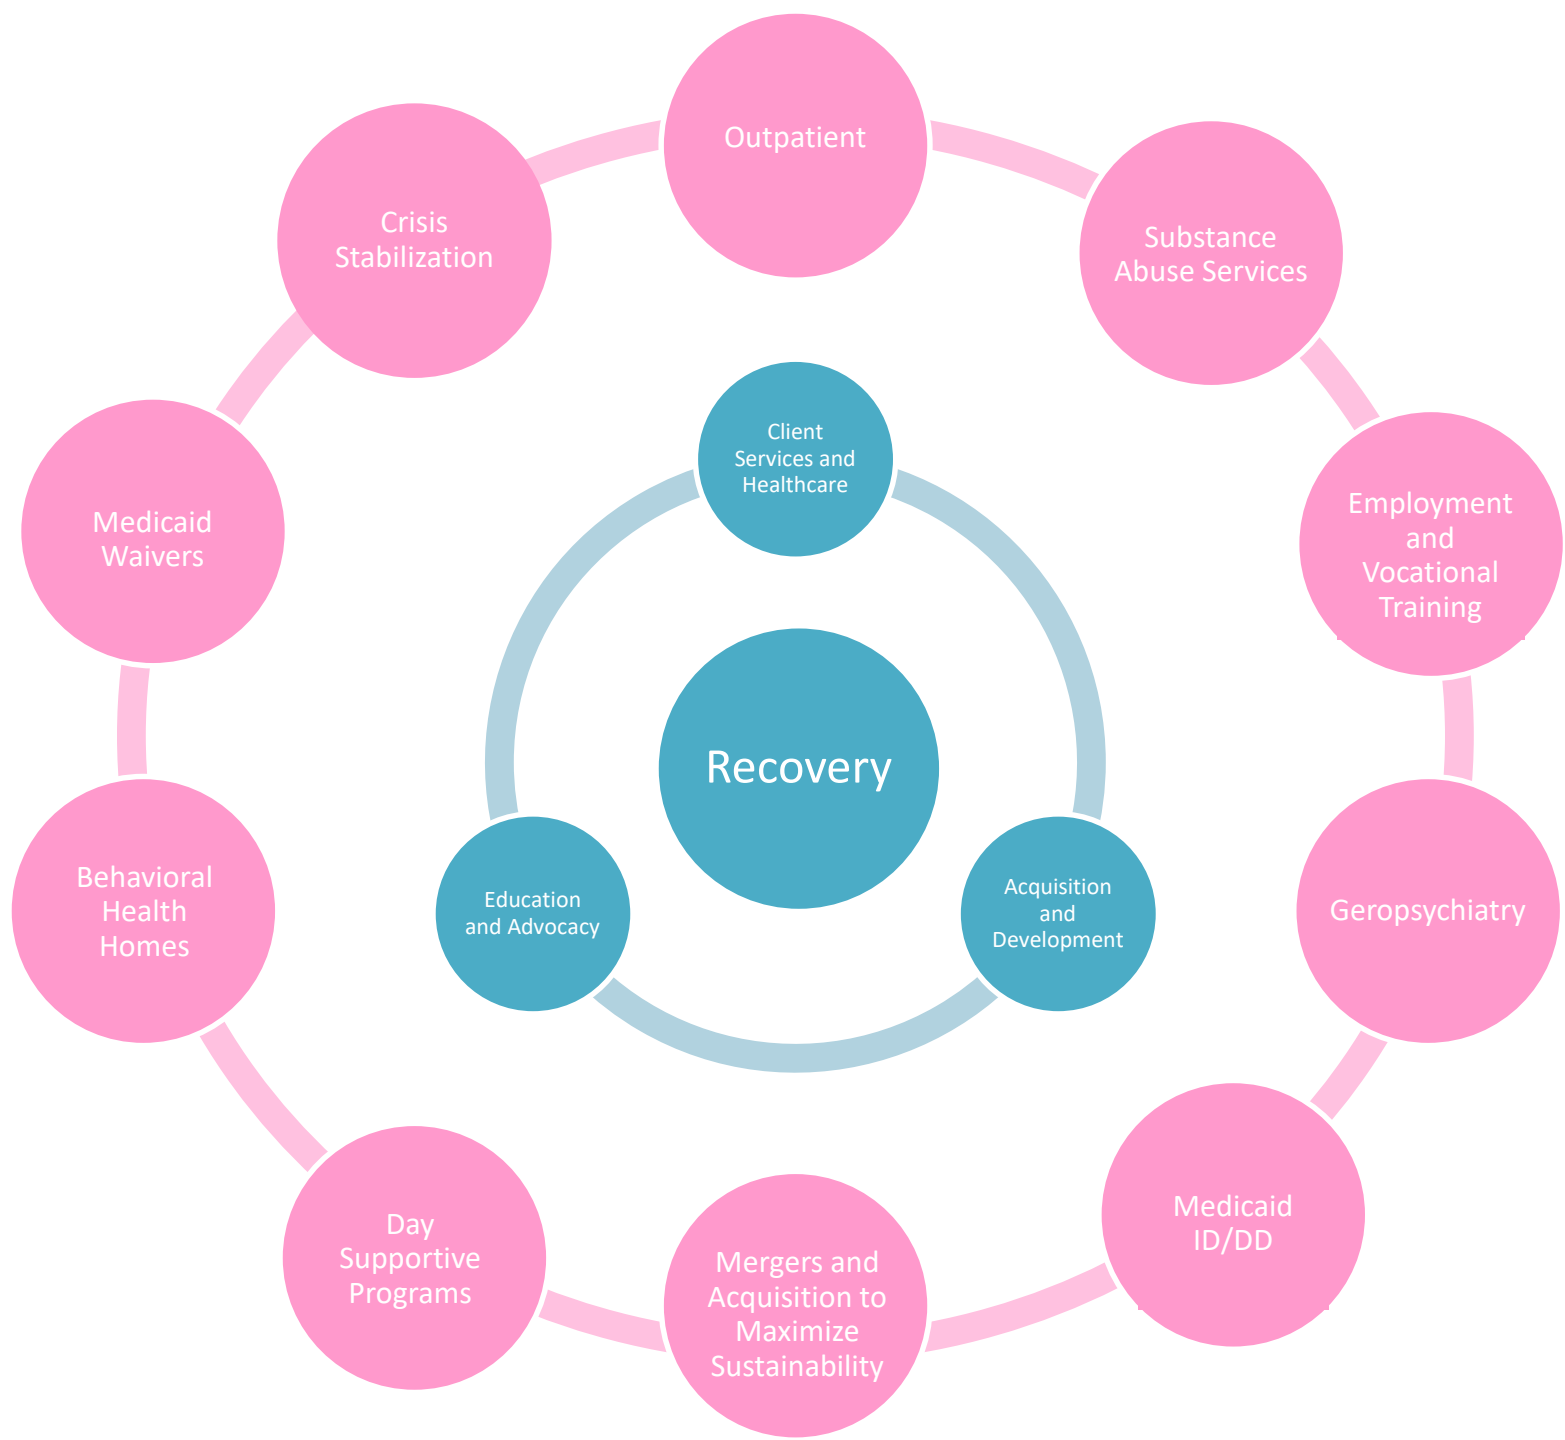 Outpatient
Crisis
Stabilization
Substance
Abuse Services
Client
Services and
Healthcare
Medicaid
Waivers
Employment
and
Vocational
Training
Recovery
Behavioral
Health
Homes
Education
and Advocacy
Acquisition
and
Development
Geropsychiatry
Day
Supportive
Programs
Mergers and
Acquisition to
Maximize
Sustainability
Medicaid
ID/DD